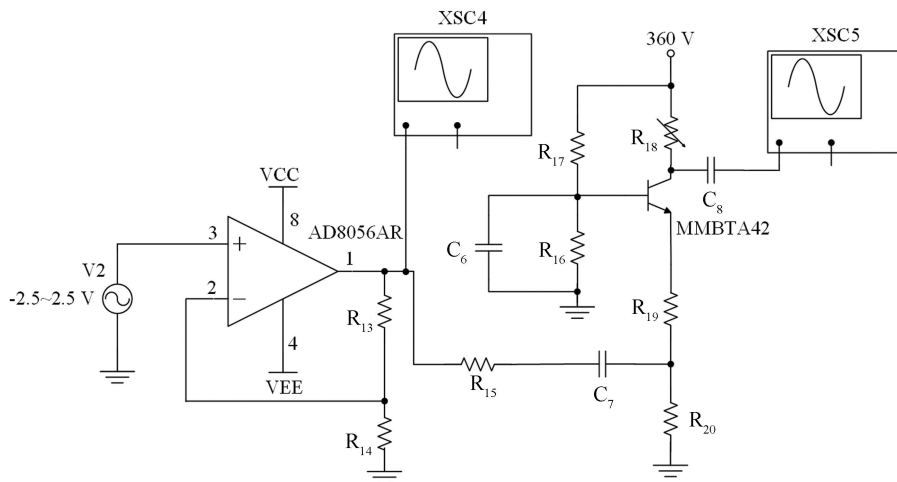 XSC4
XSC5
360 V
R17
R18
C8
MMBTA42
VCC
8
AD8056AR
3
+
1
V2
-2.5~2.5 V
2
−
4
VEE
C6
R16
R13
R19
R15
C7
R20
R14